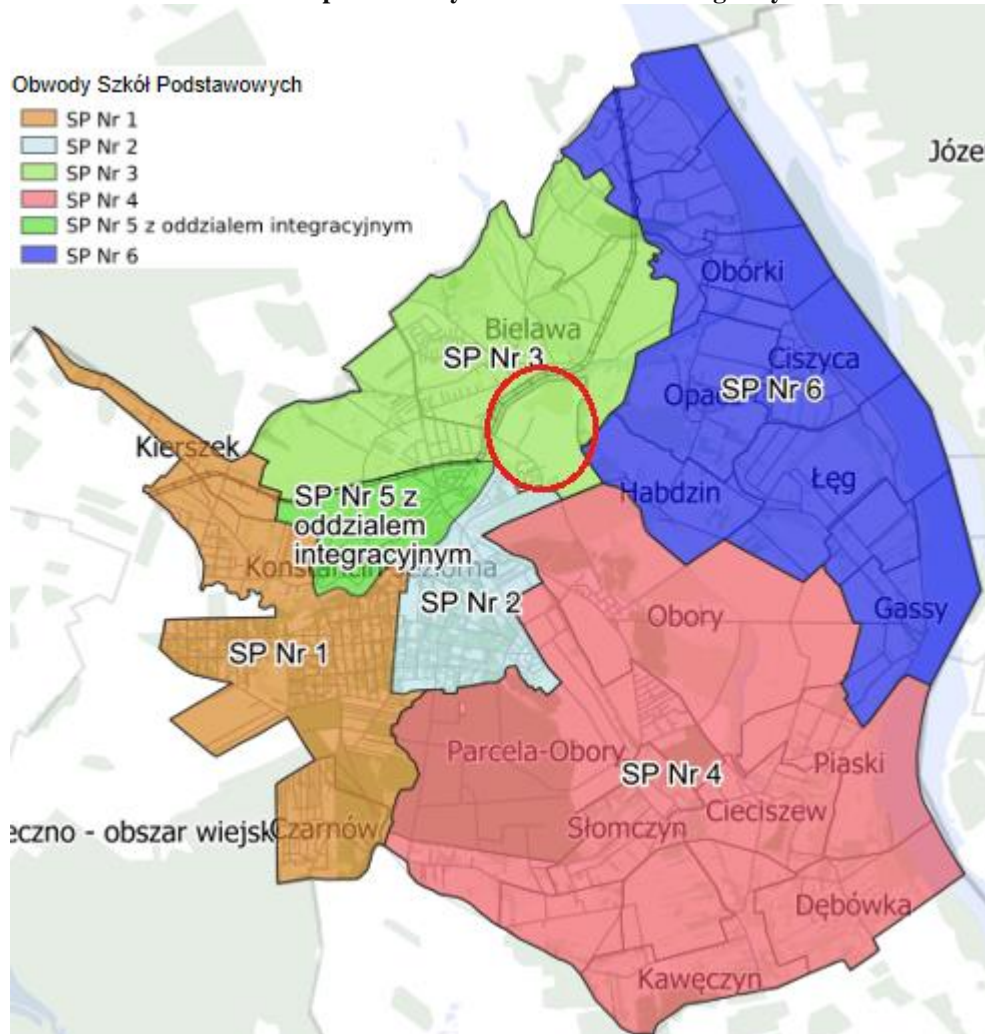 Obwody Szkół Podstawowych
SP Nr 1
SP Nr 2
SP Nr 3
SP Nr 4
SP Nr 5 z oddzialem integracyjnym
SP Nr 6
Józe
Obórki
Bielawa
SP Nr 3
Ciszyca
Opa
SP Nr 6
Kierszek
Łęg
Habdzin
SP Nr 5 z
oddzialem
integracyjnym
Konstancin-Jeziorna
SP Nr 2
Obory
Gassy
SP Nr 1
Parcela-Obory
Piaski
SP Nr 4
Cieciszew
eczno - obszar wiejsk
Czarnów
Słomczyn
Dębówka
Kawęczyn